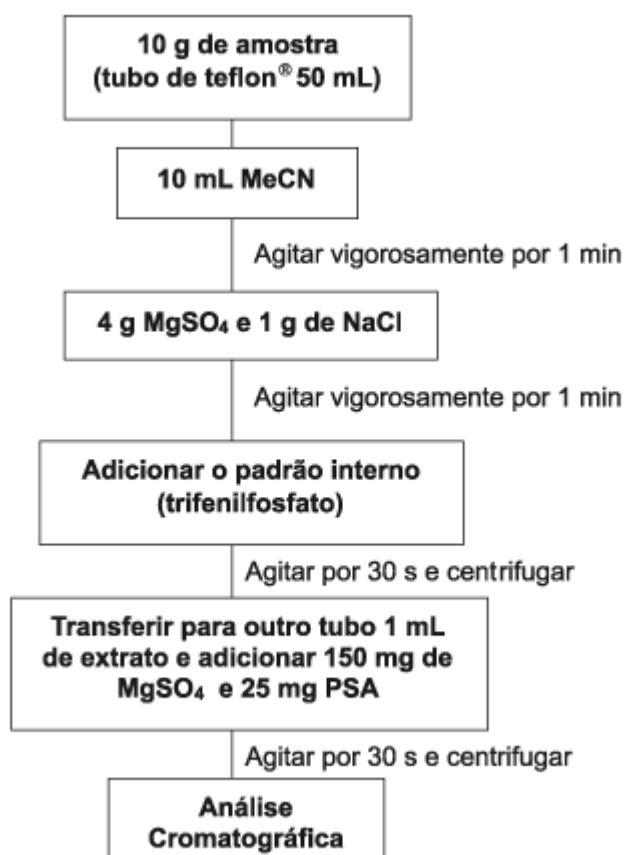 10 g de amostra
(tubo de teflon® 50 mL)
10 mL MeCN
Agitar vigorosamente por 1 min
4 g MgSO₄ e 1 g de NaCl
Agitar vigorosamente por 1 min
Adicionar o padrão interno
(trifenilfosfato)
Agitar por 30 s e centrifugar
Transferir para outro tubo 1 mL
de extrato e adicionar 150 mg de
MgSO₄ e 25 mg PSA
Agitar por 30 s e centrifugar
Análise
Cromatográfica